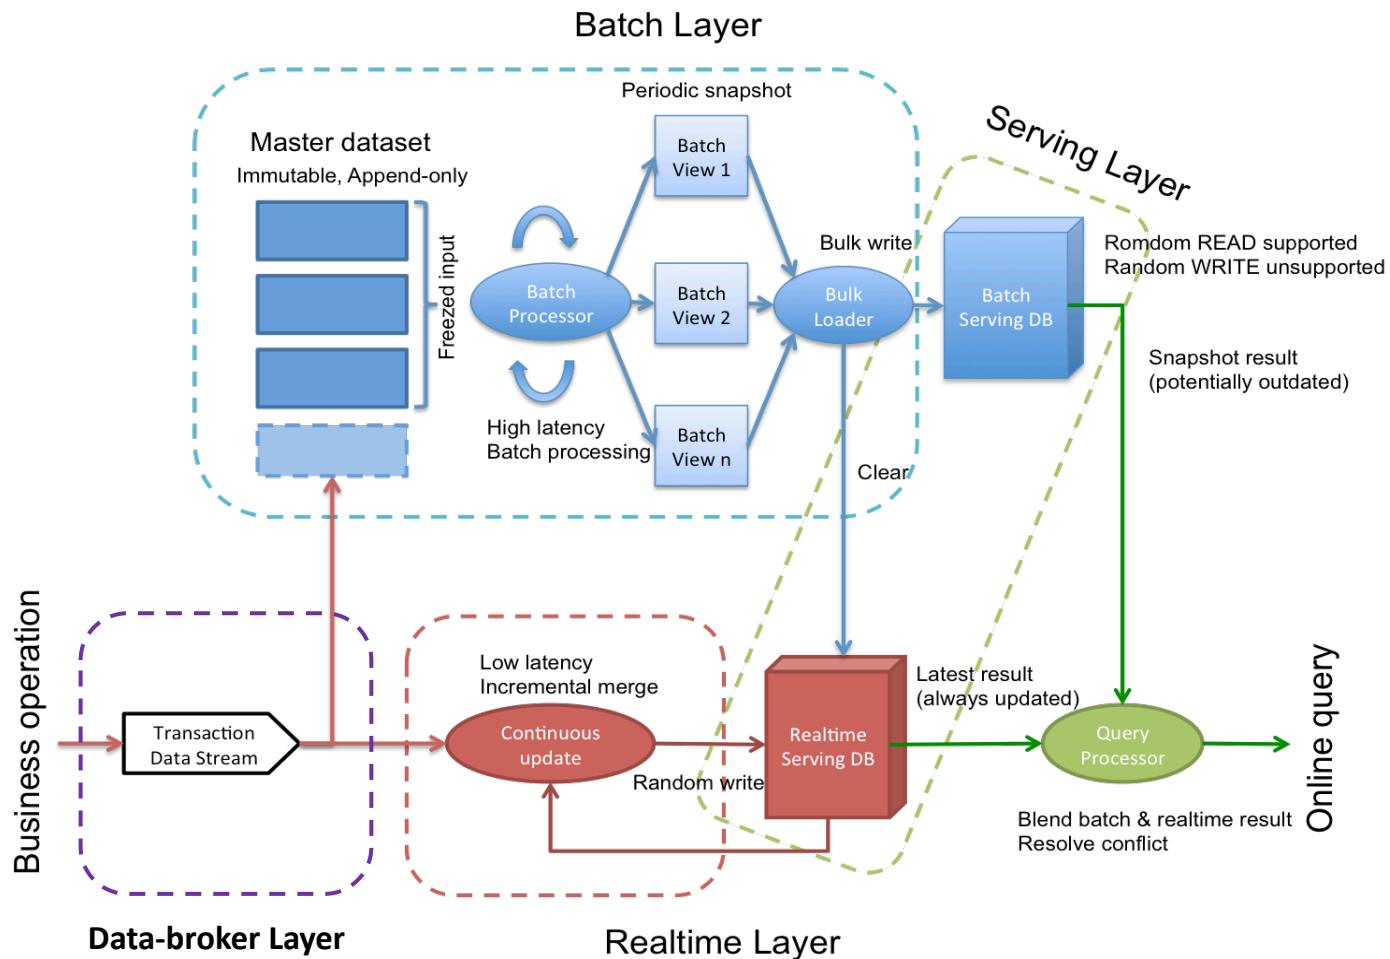 Batch Layer
Periodic snapshot
Master dataset
Immutable, Append-only
Freezed input
Batch
Processor
High latency
Batch processing
Batch
View 1
Batch
View 2
Batch
View n
Bulk write
Bulk
Loader
Clear
Serving Layer
Batch
Serving DB
Romdom READ supported
Random WRITE unsupported
Snapshot result
(potentially outdated)
Business operation
Transaction
Data Stream
Data-broker Layer
Low latency
Incremental merge
Continuous
update
Random write
Realtime Layer
Realtime
Serving DB
Latest result
(always updated)
Query
Processor
Blend batch & realtime result
Resolve conflict
Online query